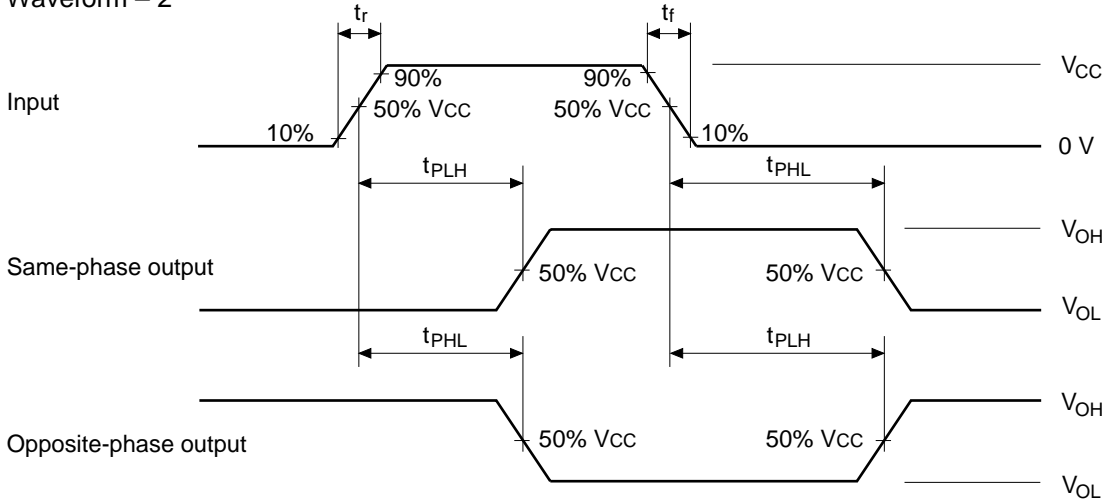 Waveform – 2
tr
tf
90%
90%
VCC
Input
50% VCC
50% VCC
10%
10%
0 V
tPLH
tPHL
VOH
Same-phase output
50% VCC
50% VCC
VOL
tPHL
tPLH
VOH
Opposite-phase output
50% VCC
50% VCC
VOL